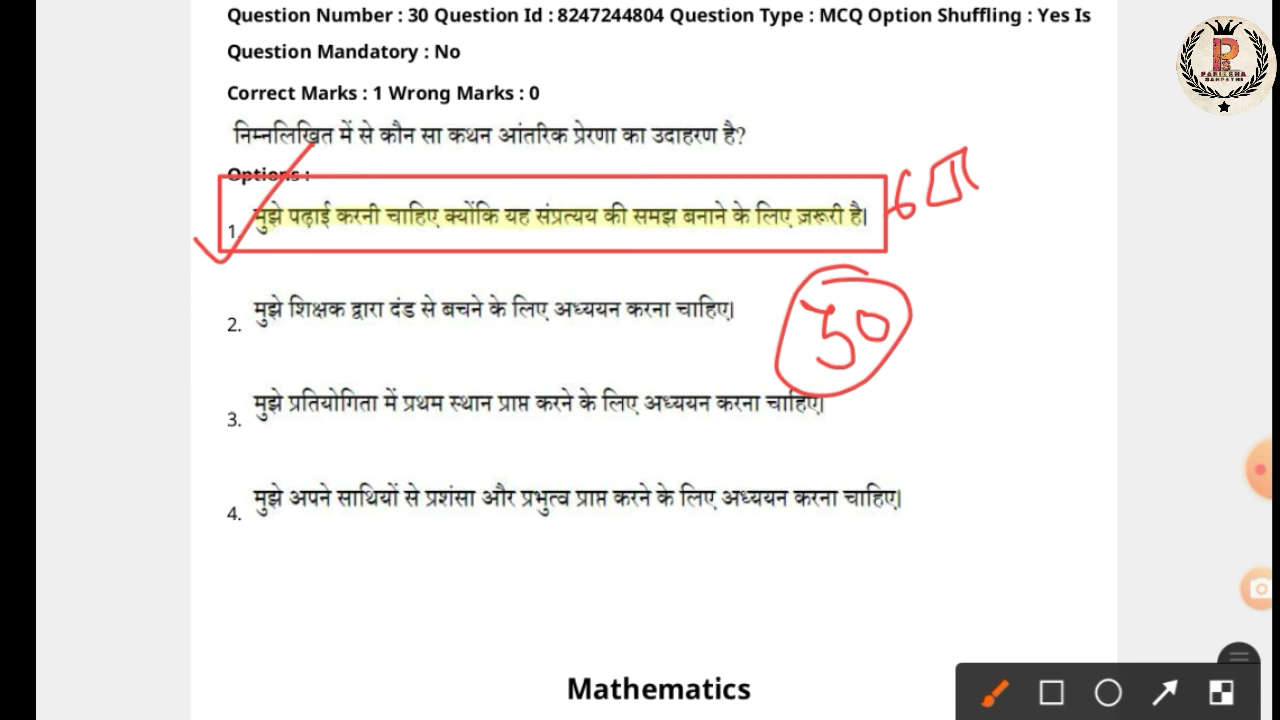 Question Number : 30 Question Id : 8247244804 Question Type : MCQ Option Shuffling : Yes Is
Question Mandatory : No
Correct Marks : 1 Wrong Marks : 0
निम्नलिखित में से कौन सा कथन आंतरिक प्रेरणा का उदाहरण है?
Options :
1. मुझे पढ़ाई करनी चाहिए क्योंकि यह संप्रत्यय की समझ बनाने के लिए ज़रूरी है।
2. मुझे शिक्षक द्वारा दंड से बचने के लिए अध्ययन करना चाहिए।
30
3. मुझे प्रतियोगिता में प्रथम स्थान प्राप्त करने के लिए अध्ययन करना चाहिए।
4. मुझे अपने साथियों से प्रशंसा और प्रभुत्व प्राप्त करने के लिए अध्ययन करना चाहिए।
Mathematics